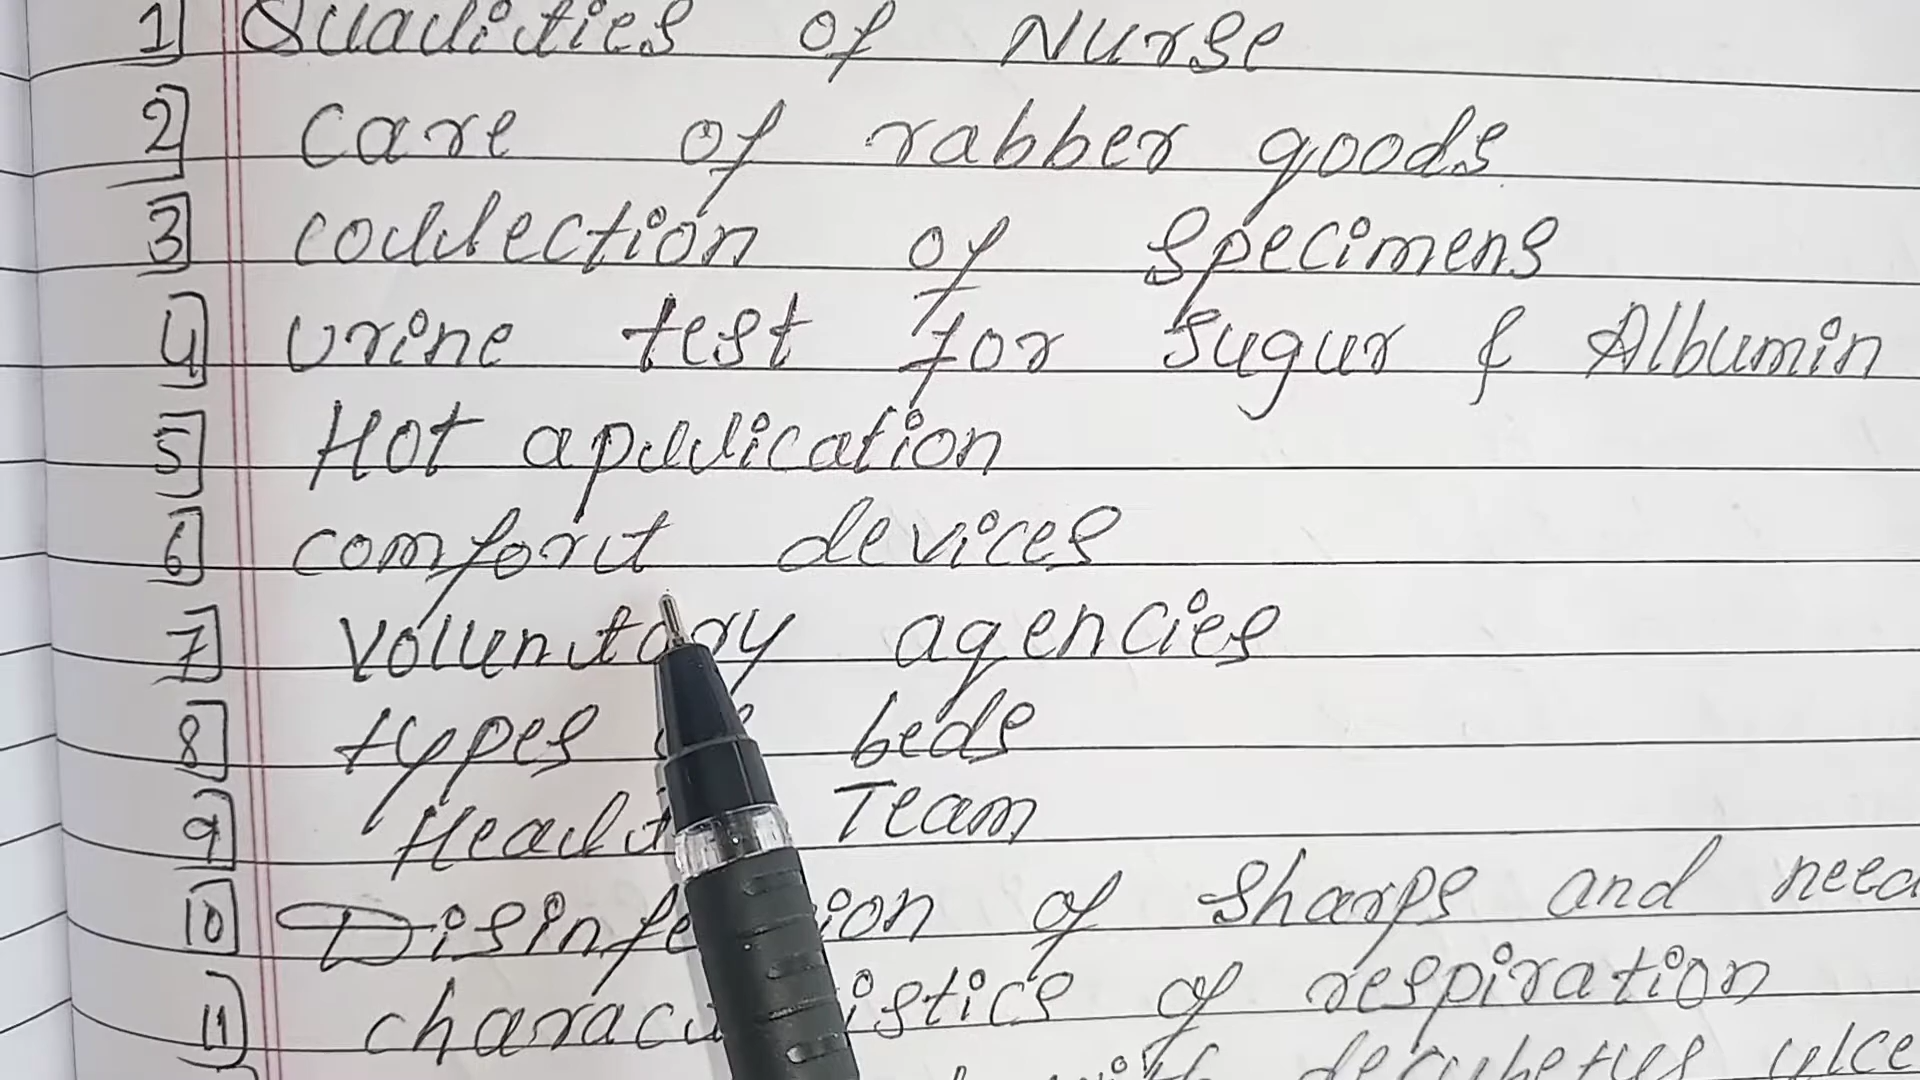 1] Qualities of Nurse
2] Care of rabber goods
3] Collection of Specimens
4] Urine test for Sugur & Albumin
5] Hot application
6] Comfort devices
7] Voluntary agencies
8] types beds
9] Team
10] of Sharps and
11] of respiration
decubetus